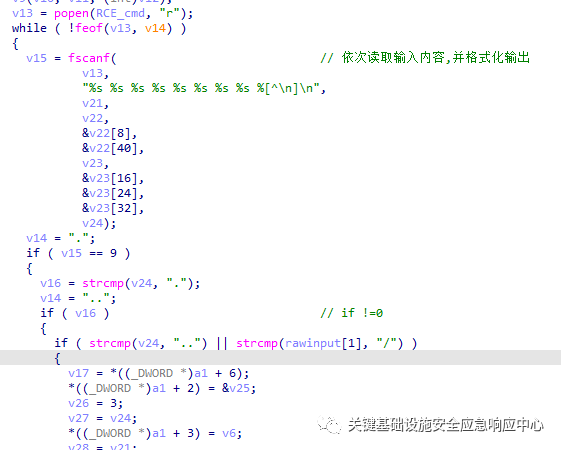 v13 = popen(RCE_cmd, "r");
while ( !feof(v13, v14) )
{
v15 = fscanf( // 依次读取输入内容,并格式化输出
v13,
"%s %s %s %s %s %s %s %s %[^\n]\n",
v21,
v22,
&v22[8],
&v22[40],
v23,
&v23[16],
&v23[24],
&v23[32],
v24);
v14 = ".";
if ( v15 == 9 )
{
v16 = strcmp(v24, ".");
v14 = "..";
if ( v16 ) // if !=0
{
if ( strcmp(v24, "..") || strcmp(rawinput[1], "/") )
{
v17 = *((_DWORD *)a1 + 6);
*((_DWORD *)a1 + 2) = &v25;
v26 = 3;
v27 = v24;
*((_DWORD *)a1 + 3) = v6;
v28 = v21;
关键基础设施安全应急响应中心